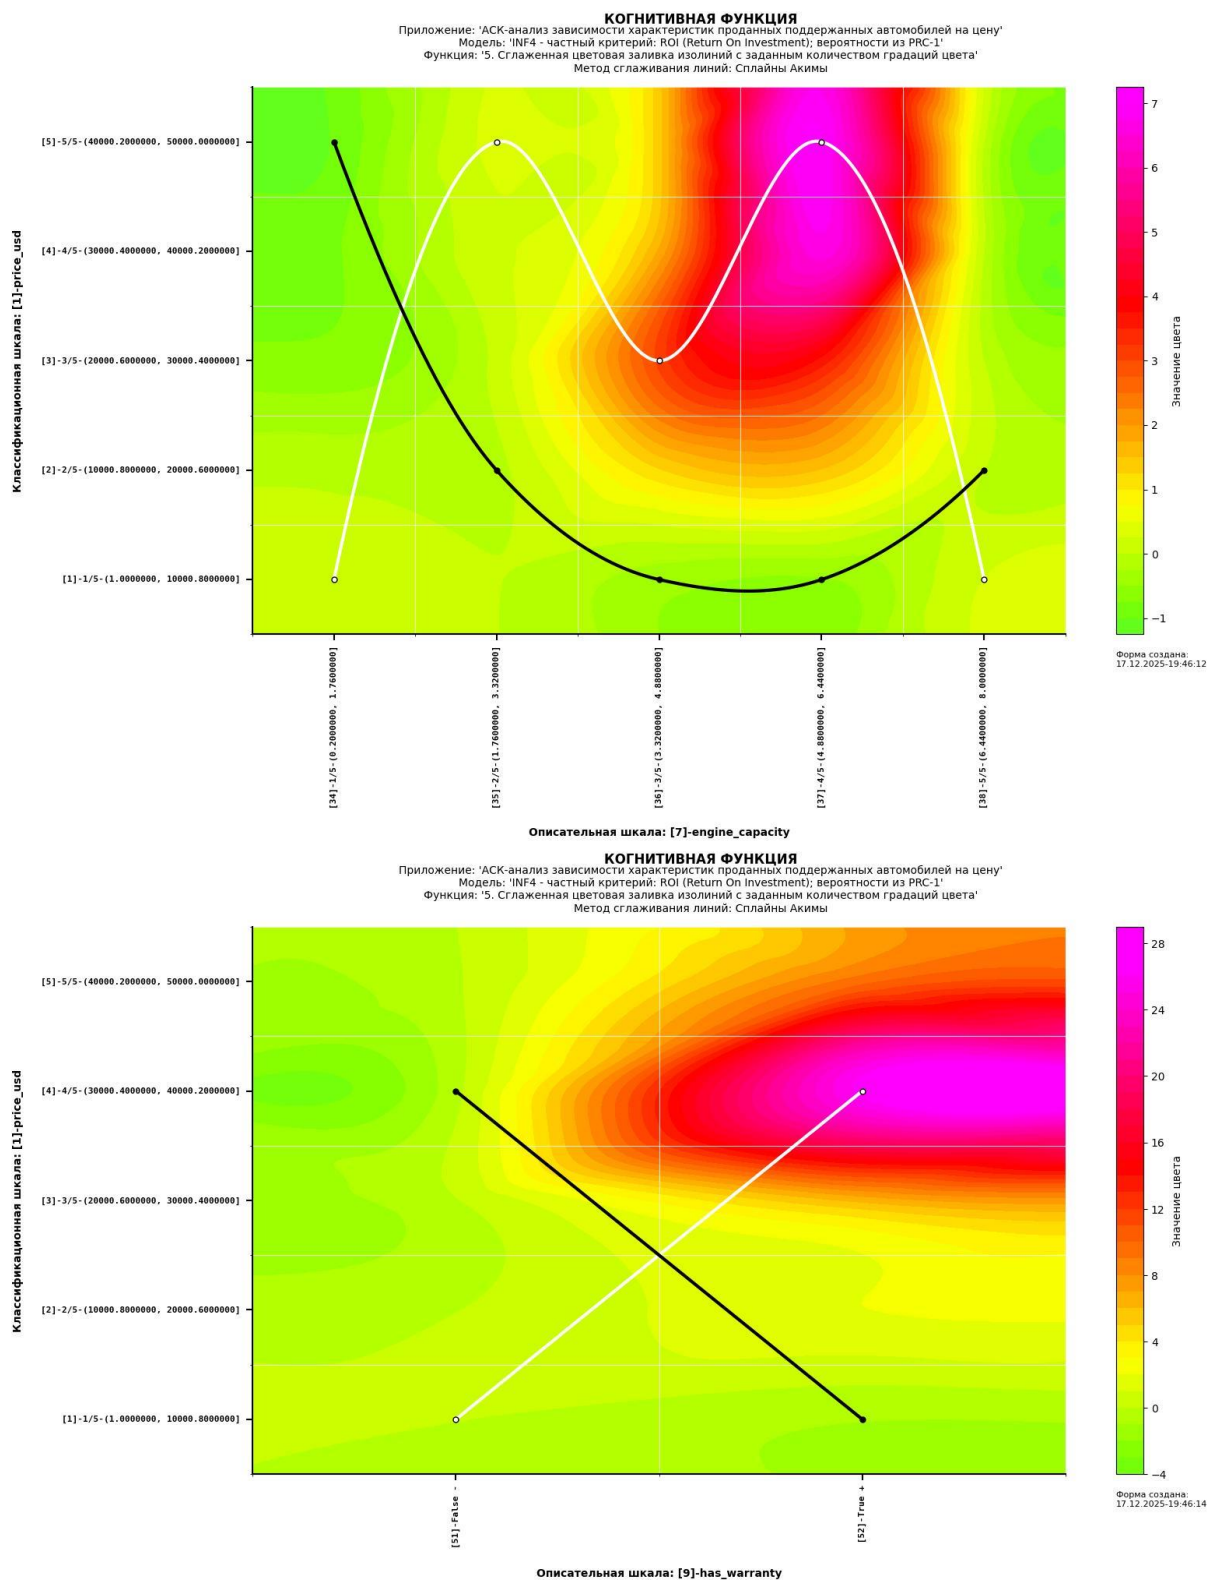 КОГНИТИВНАЯ ФУНКЦИЯ
Приложение: 'АСК-анализ зависимости характеристик проданных поддержанных автомобилей на цену'
Модель: 'INF4 - частный критерий: ROI (Return On Investment); вероятности из PRC-1'
Функция: '5. Сглаженная цветовая заливка изолиний с заданным количеством градаций цвета'
Метод сглаживания линий: Сплайны Акимы
Классификационная шкала: [1]-price_usd
[5]-5/5-(40000.2000000, 50000.0000000]
[4]-4/5-(30000.4000000, 40000.2000000]
[3]-3/5-(20000.6000000, 30000.4000000]
[2]-2/5-(10000.8000000, 20000.6000000]
[1]-1/5-(1.0000000, 10000.8000000]
[34]-1/5-(0.2000000, 1.7600000]
[35]-2/5-(1.7600000, 3.3200000]
[36]-3/5-(3.3200000, 4.8800000]
[37]-4/5-(4.8800000, 6.4400000]
[38]-5/5-(6.4400000, 8.0000000]
Описательная шкала: [7]-engine_capacity
7
6
5
4
3
2
1
0
−1
Значение цвета
Форма создана:
17.12.2025-19:46:12
КОГНИТИВНАЯ ФУНКЦИЯ
Приложение: 'АСК-анализ зависимости характеристик проданных поддержанных автомобилей на цену'
Модель: 'INF4 - частный критерий: ROI (Return On Investment); вероятности из PRC-1'
Функция: '5. Сглаженная цветовая заливка изолиний с заданным количеством градаций цвета'
Метод сглаживания линий: Сплайны Акимы
Классификационная шкала: [1]-price_usd
[5]-5/5-(40000.2000000, 50000.0000000]
[4]-4/5-(30000.4000000, 40000.2000000]
[3]-3/5-(20000.6000000, 30000.4000000]
[2]-2/5-(10000.8000000, 20000.6000000]
[1]-1/5-(1.0000000, 10000.8000000]
[51]-False -
[52]-True +
Описательная шкала: [9]-has_warranty
28
24
20
16
12
8
4
0
−4
Значение цвета
Форма создана:
17.12.2025-19:46:14